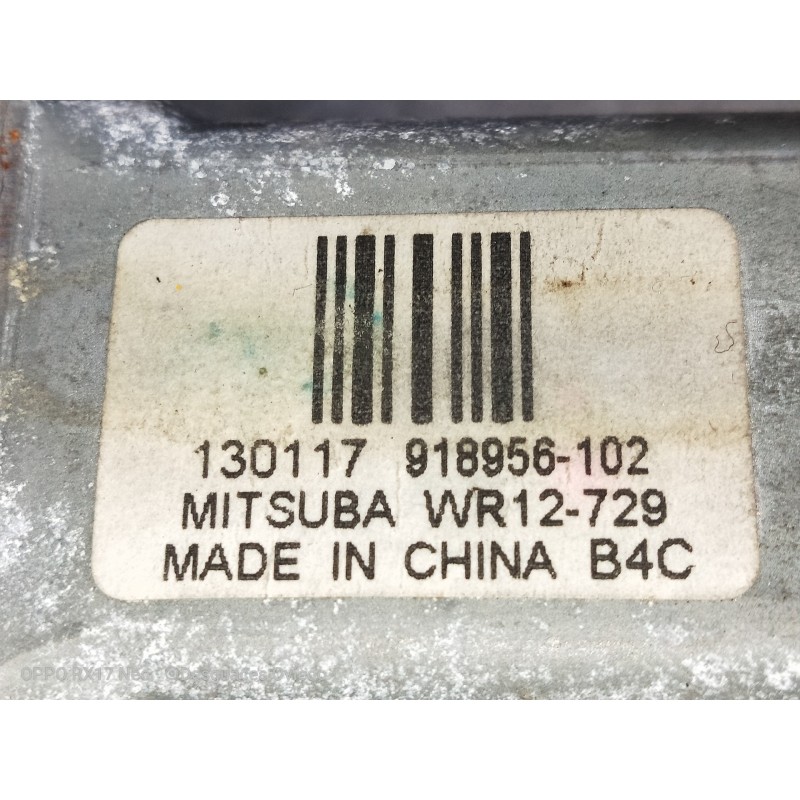 130117 918956-102
MITSUBA WR12-729
MADE IN CHINA B4C